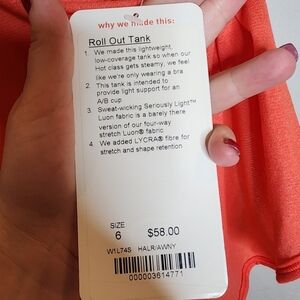 why we made this:
Roll Out Tank
1. We made this lightweight,
low-coverage tank so when our
Hot class gets steamy, we feel
like we're only wearing a bra
2. This tank is intended to
provide light support for an
A/B cup
3. Sweat-wicking Seriously Light™
Luon fabric is a barely there
version of our four-way
stretch Luon® fabric
4. We added LYCRA® fibre for
stretch and shape retention
SIZE
6 $58.00
W1L74S HALR/AWNY
000003614771